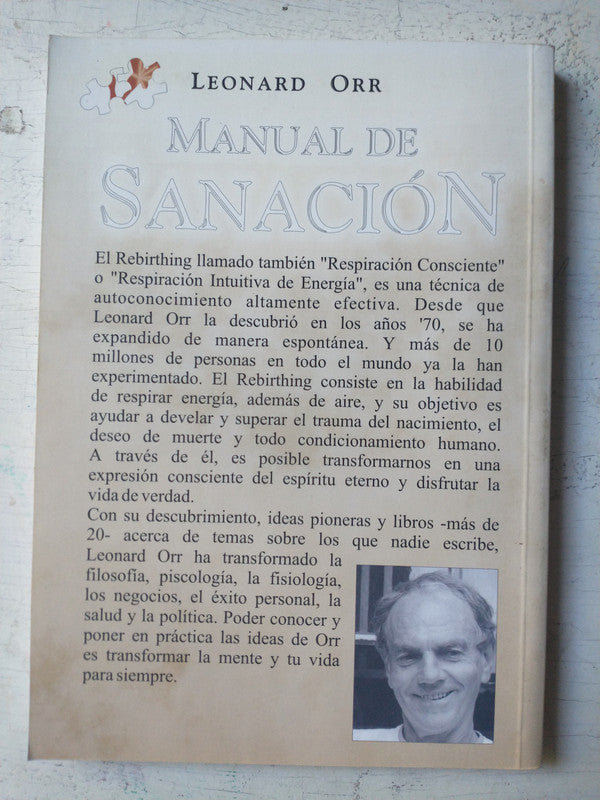 LEONARD ORR
MANUAL DE
SANACIÓN
El Rebirthing llamado también "Respiración Consciente"
o "Respiración Intuitiva de Energía", es una técnica de
autoconocimiento altamente efectiva. Desde que
Leonard Orr la descubrió en los años '70, se ha
expandido de manera espontánea. Y más de 10
millones de personas en todo el mundo ya la han
experimentado. El Rebirthing consiste en la habilidad
de respirar energía, además de aire, y su objetivo es
ayudar a develar y superar el trauma del nacimiento, el
deseo de muerte y todo condicionamiento humano.
A través de él, es posible transformarnos en una
expresión consciente del espíritu eterno y disfrutar la
vida de verdad.
Con su descubrimiento, ideas pioneras y libros -más de
20- acerca de temas sobre los que nadie escribe,
Leonard Orr ha transformado la
filosofía, piscología, la fisiología,
los negocios, el éxito personal, la
salud y la política. Poder conocer y
poner en práctica las ideas de Orr
es transformar la mente y tu vida
para siempre.